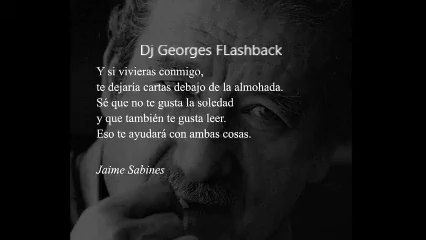 Dj Georges FLashback
Y si vivieras conmigo,
te dejaría cartas debajo de la almohada.
Sé que no te gusta la soledad
y que también te gusta leer.
Eso te ayudará con ambas cosas.
Jaime Sabines